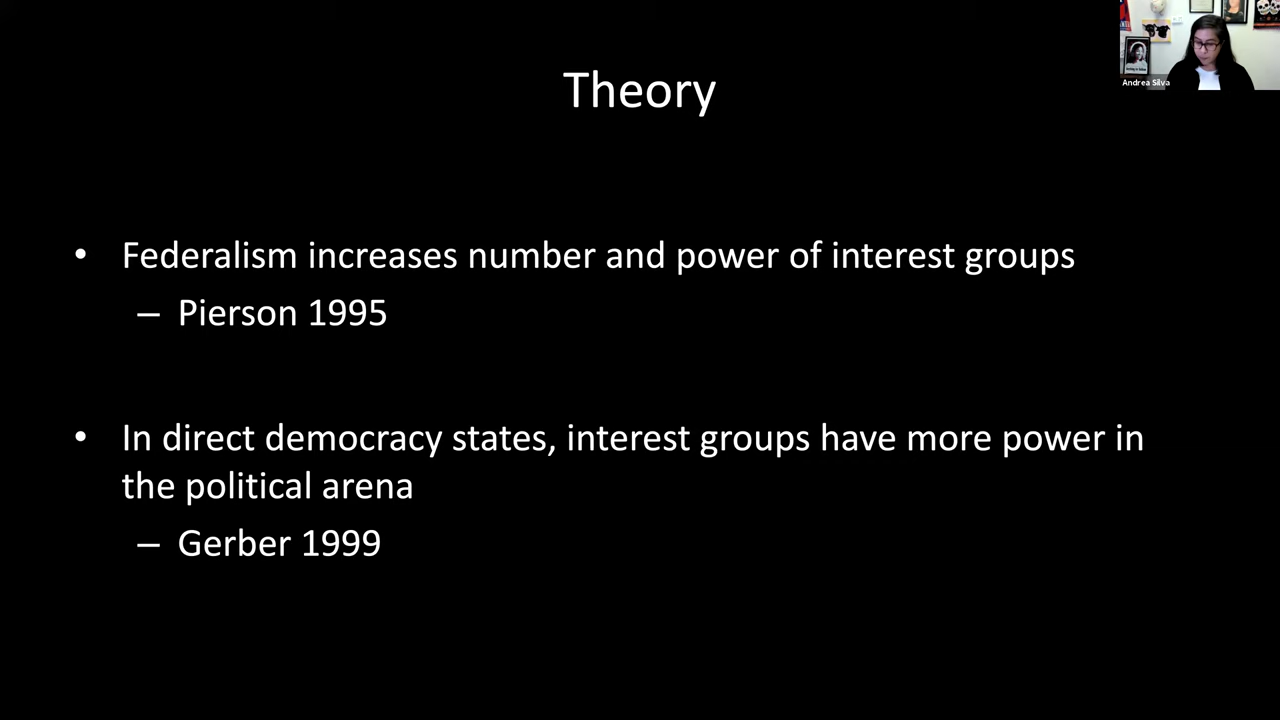 Andrea Silva
Theory
• Federalism increases number and power of interest groups
– Pierson 1995
• In direct democracy states, interest groups have more power in
the political arena
– Gerber 1999